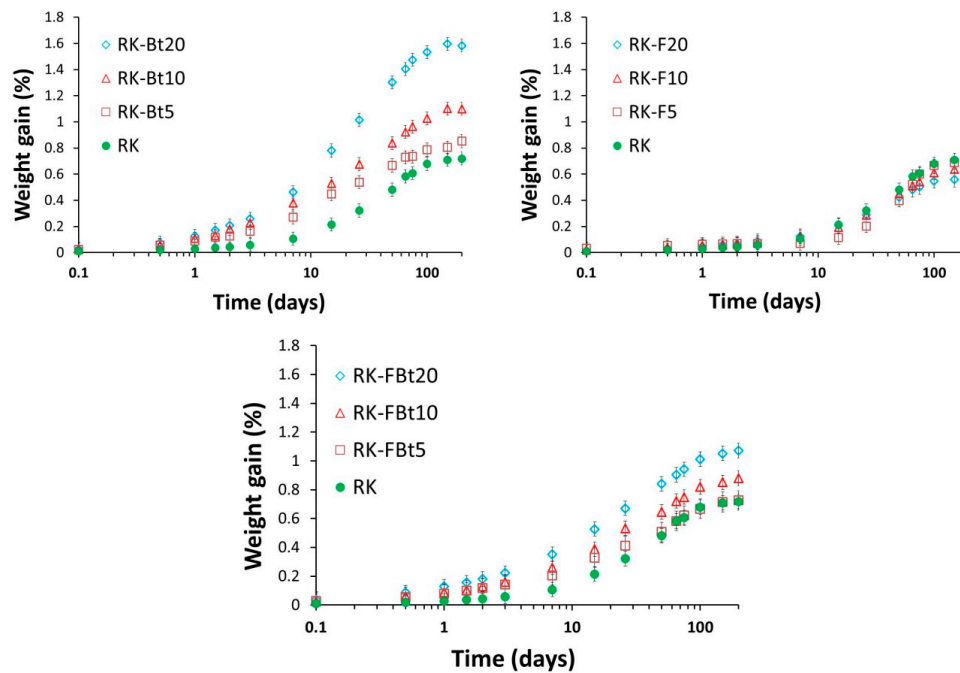 Weight gain (%)
1.8
1.6
1.4
1.2
1
0.8
0.6
0.4
0.2
0
RK-Bt20
RK-Bt10
RK-Bt5
RK
0.1
1
10
100
Time (days)
Weight gain (%)
1.8
1.6
1.4
1.2
1
0.8
0.6
0.4
0.2
0
RK-F20
RK-F10
RK-F5
RK
0.1
1
10
100
Time (days)
Weight gain (%)
1.8
1.6
1.4
1.2
1
0.8
0.6
0.4
0.2
0
RK-FBt20
RK-FBt10
RK-FBt5
RK
0.1
1
10
100
Time (days)